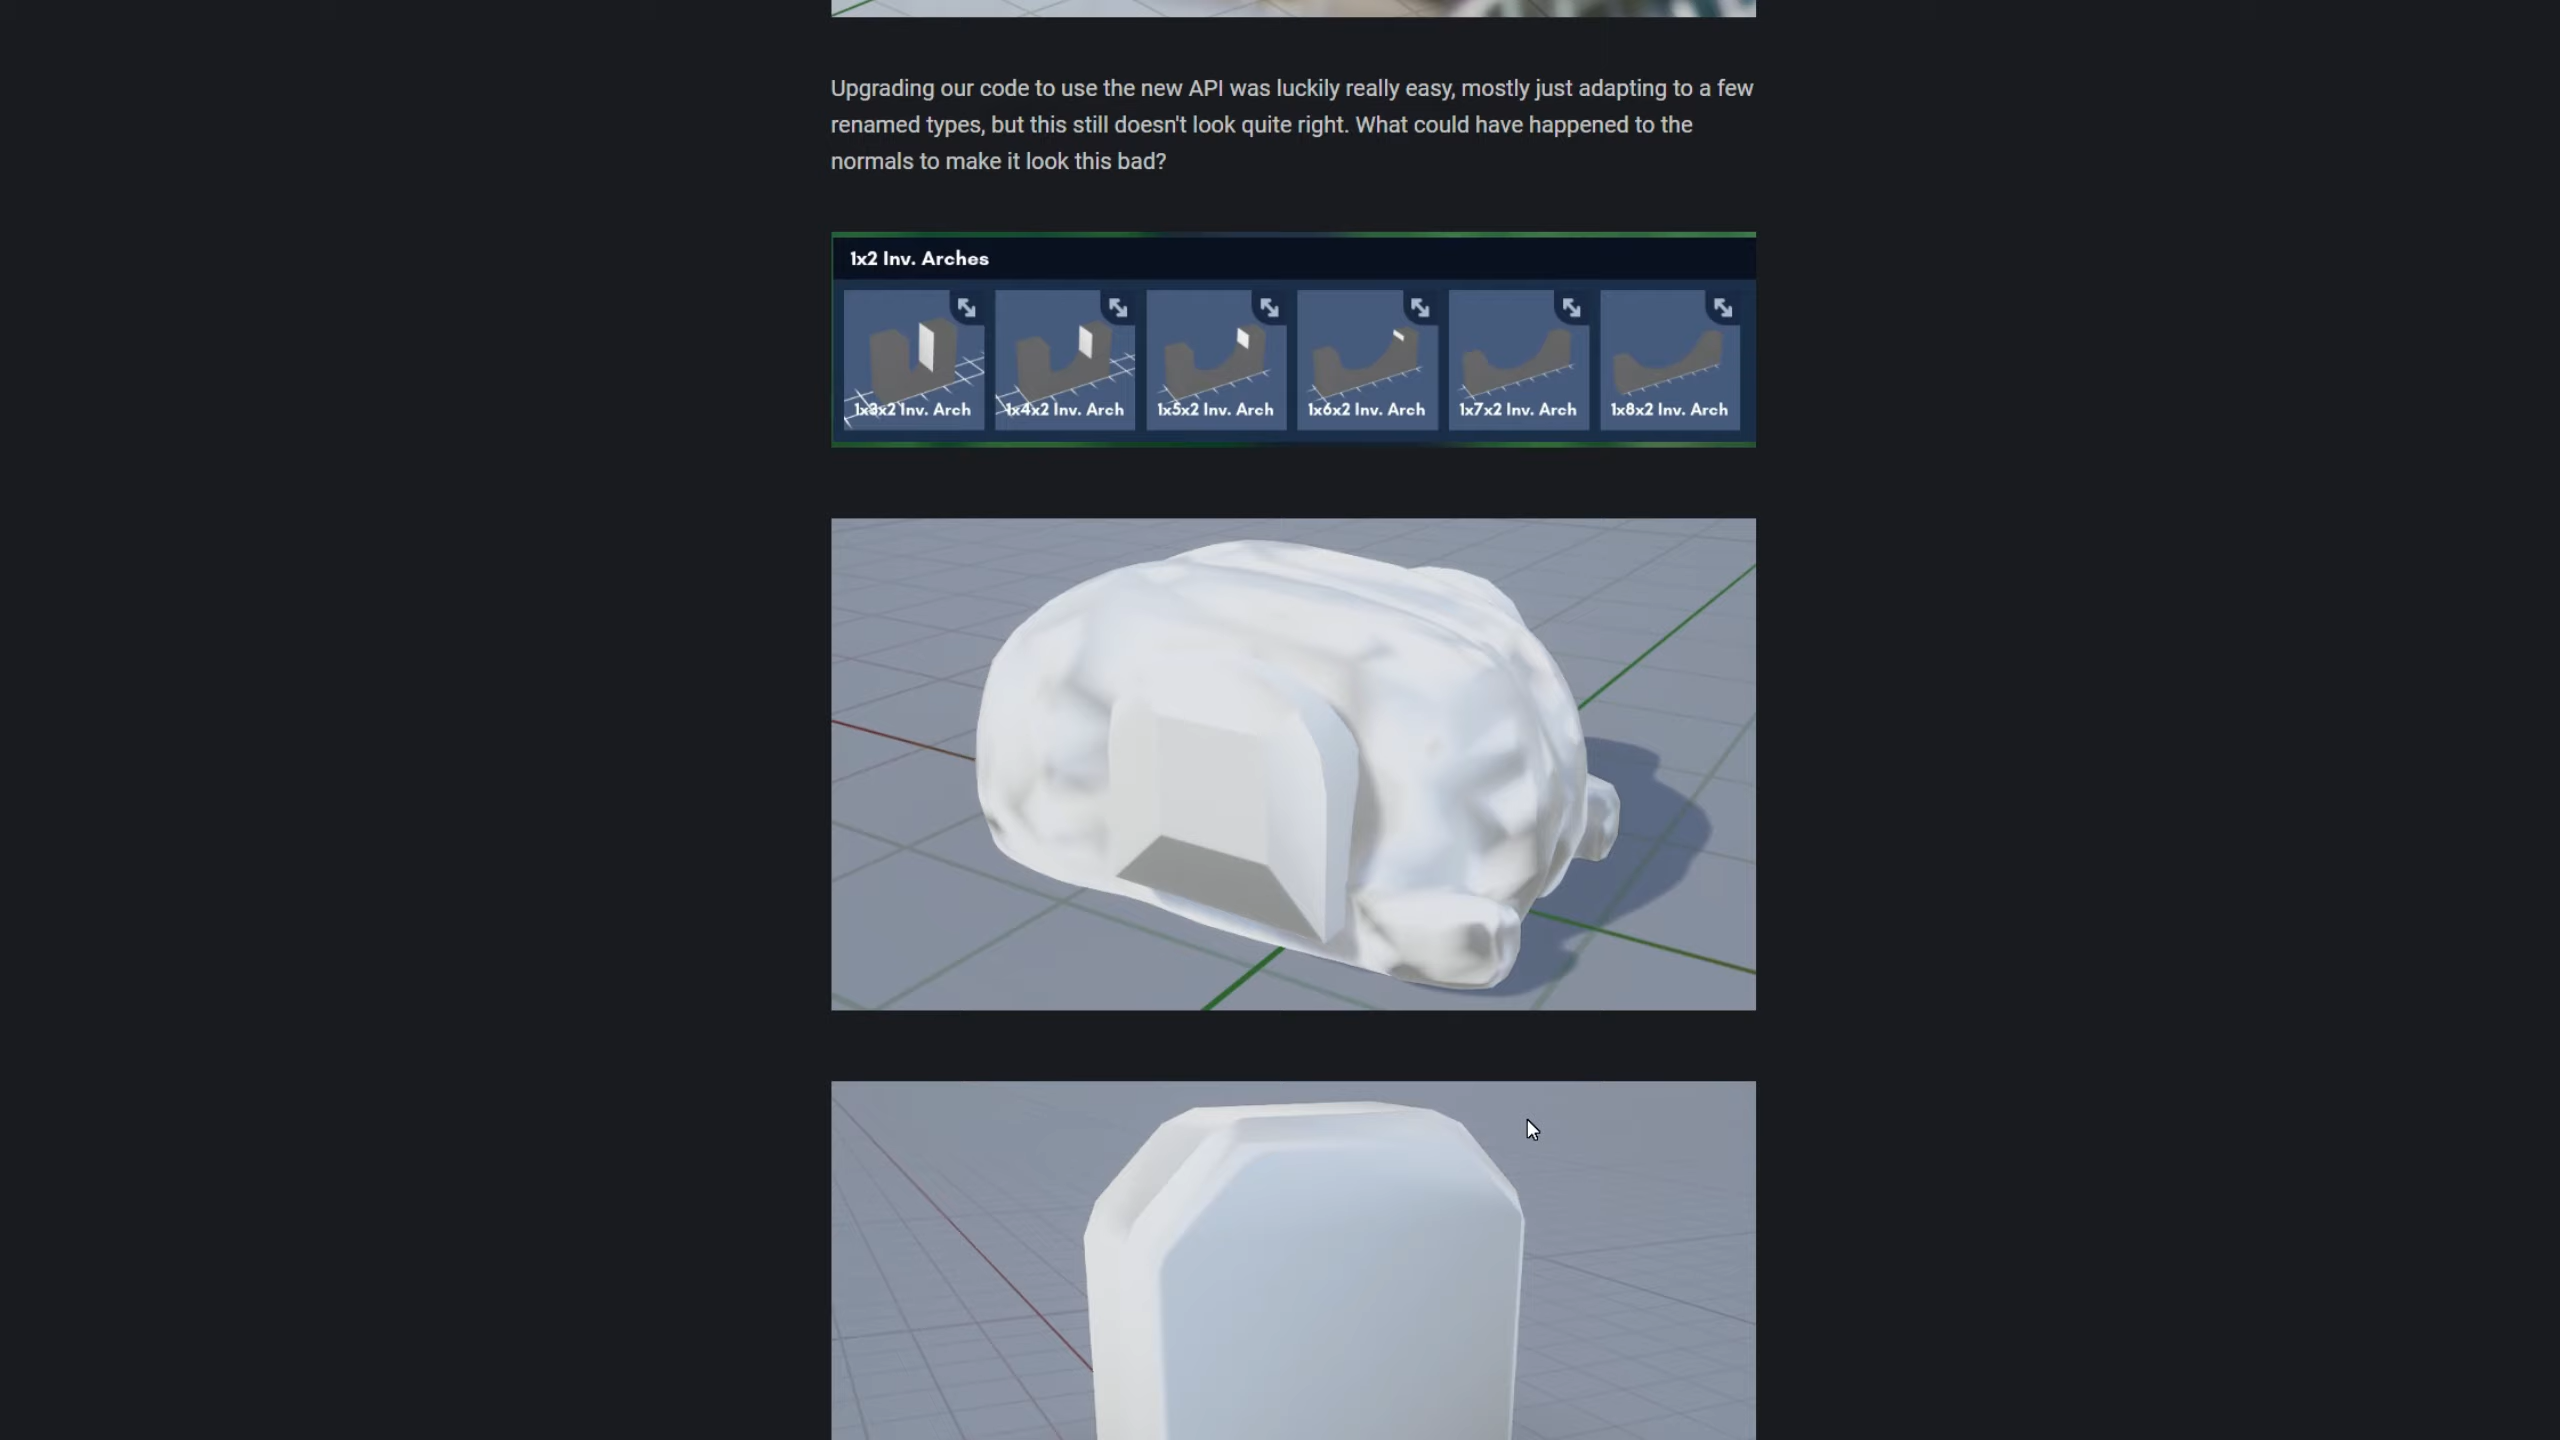 Upgrading our code to use the new API was luckily really easy, mostly just adapting to a few
renamed types, but this still doesn't look quite right. What could have happened to the
normals to make it look this bad?
1x2 Inv. Arches
1x3x2 Inv. Arch
1x4x2 Inv. Arch
1x5x2 Inv. Arch
1x6x2 Inv. Arch
1x7x2 Inv. Arch
1x8x2 Inv. Arch